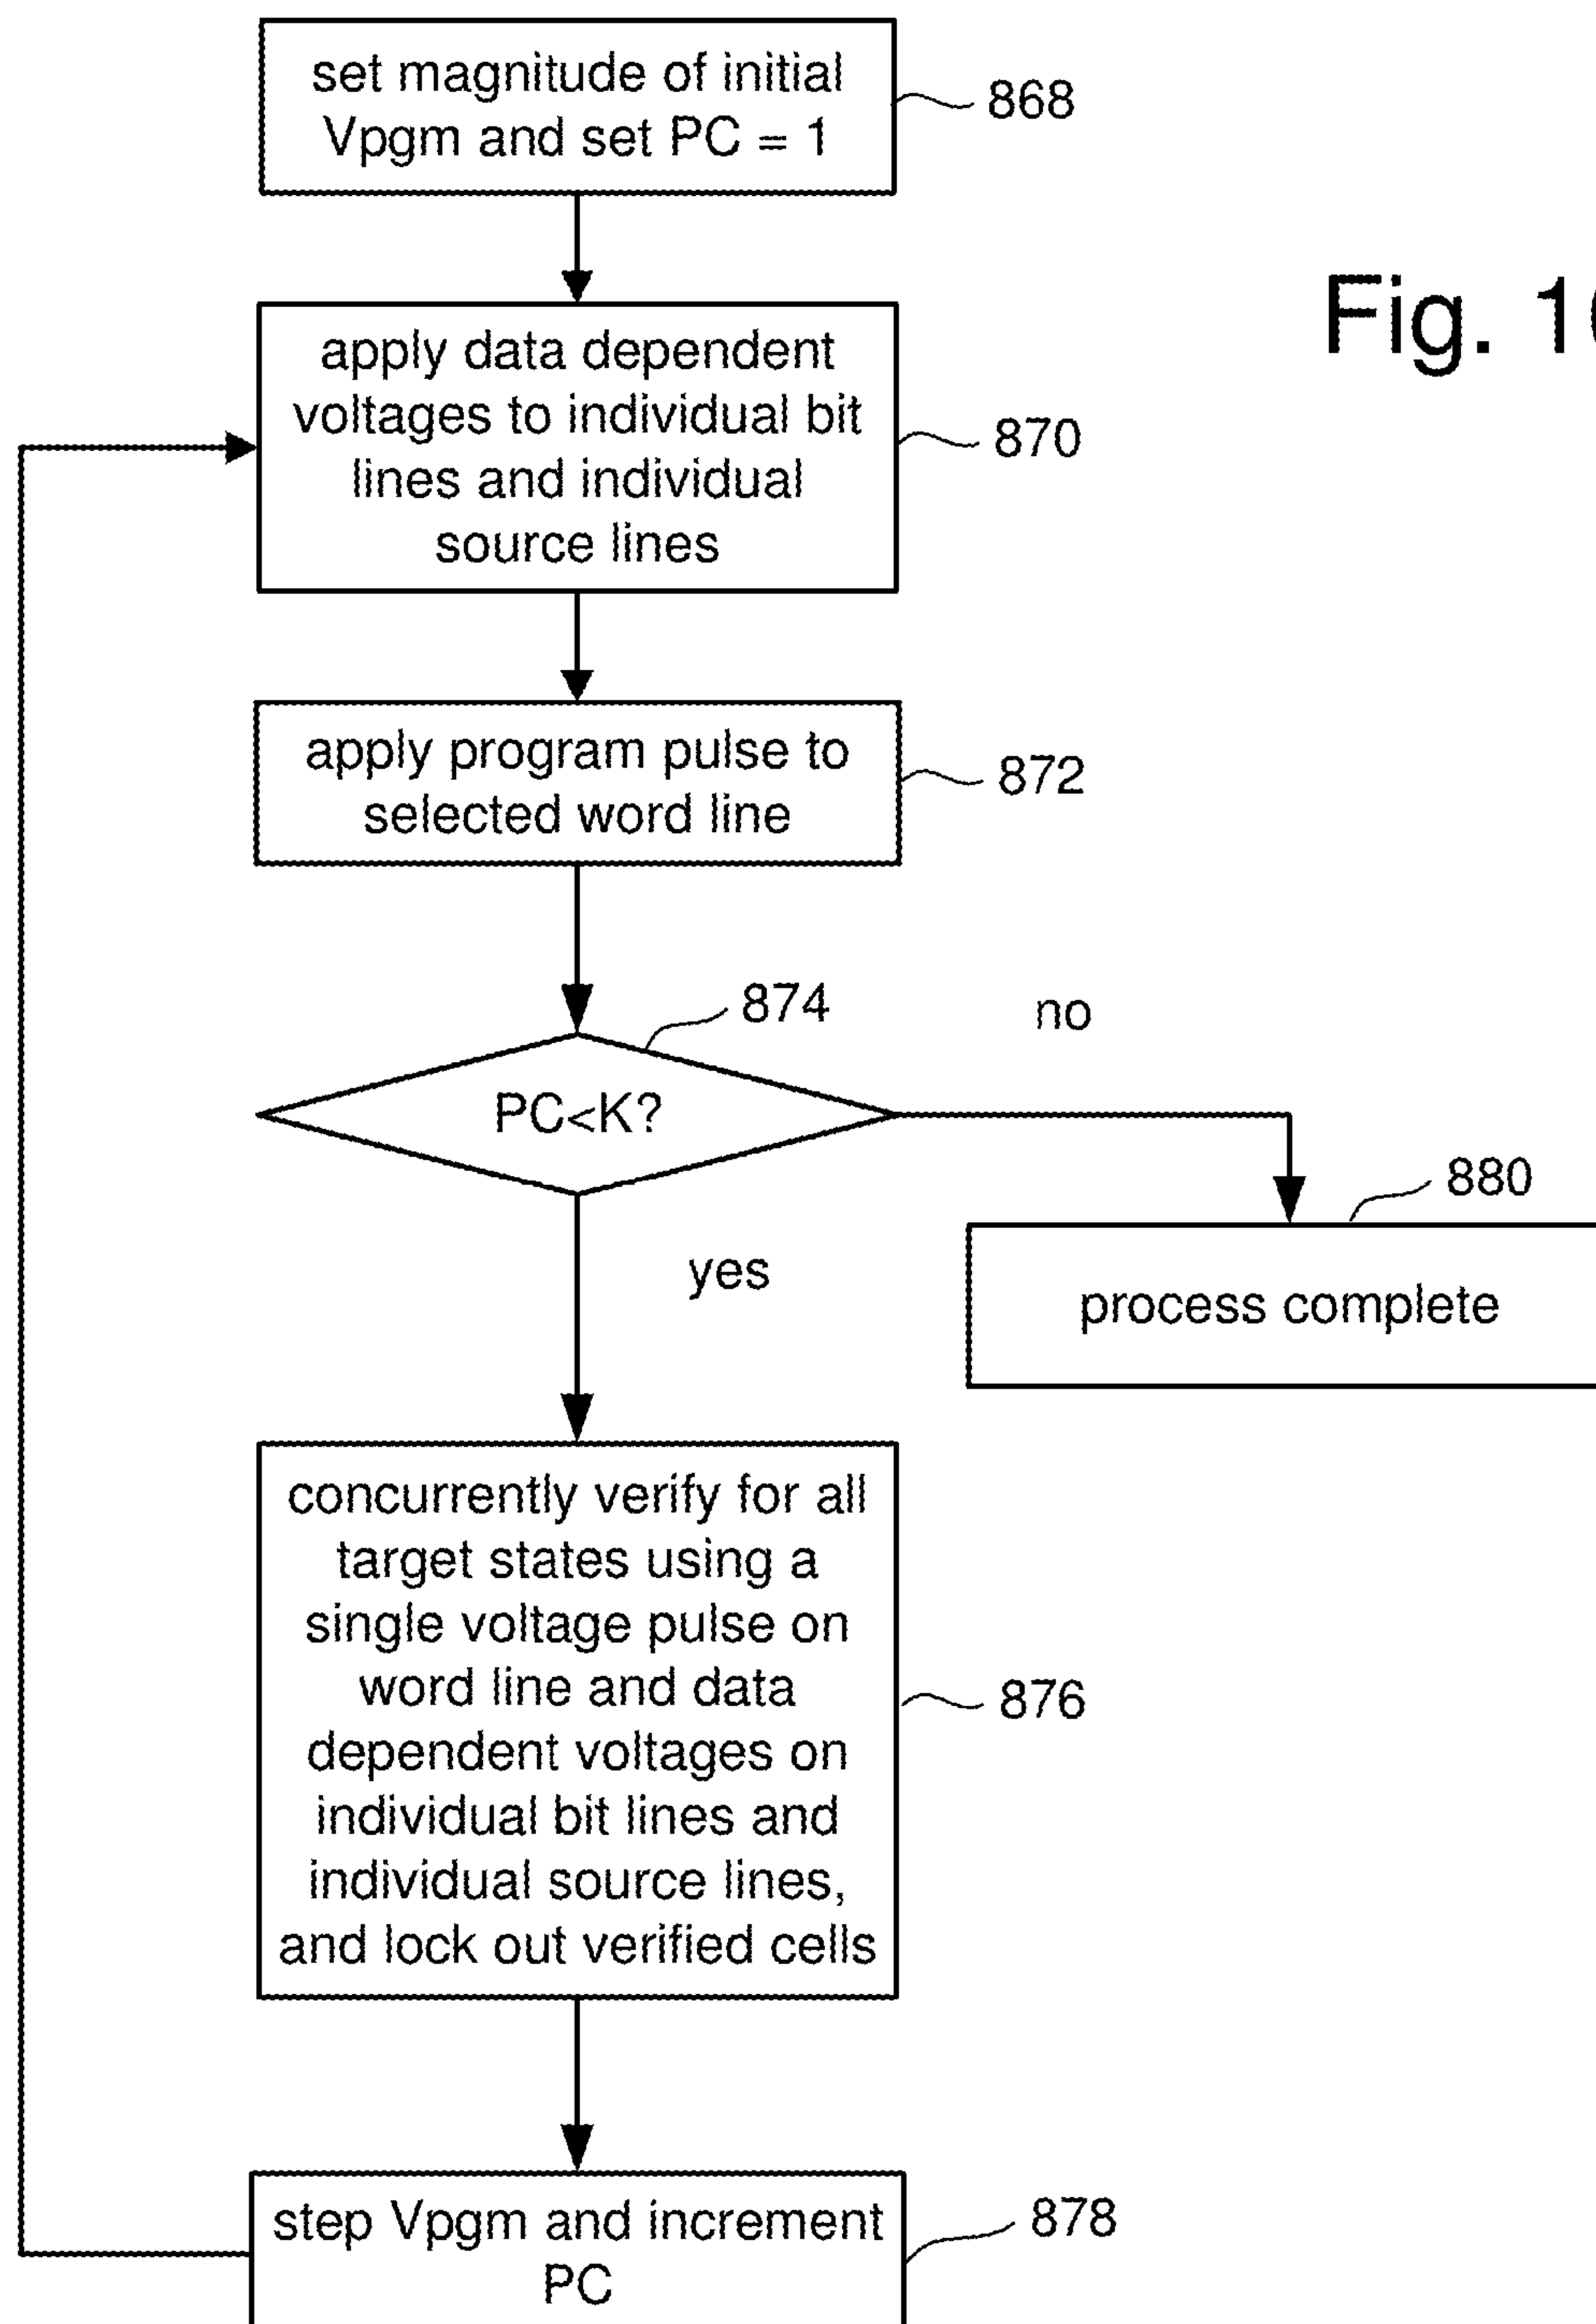 set magnitude of initial
Vpgm and set PC = 1
868
Fig.
apply data dependent
voltages to individual bit
lines and individual
source lines
870
apply program pulse to
selected word line
872
874
no
PC<K?
880
yes
process complete
concurrently verify for all
target states using a
single voltage pulse on
word line and data
dependent voltages on
individual bit lines and
individual source lines,
and lock out verified cells
876
step Vpgm and increment
PC
878